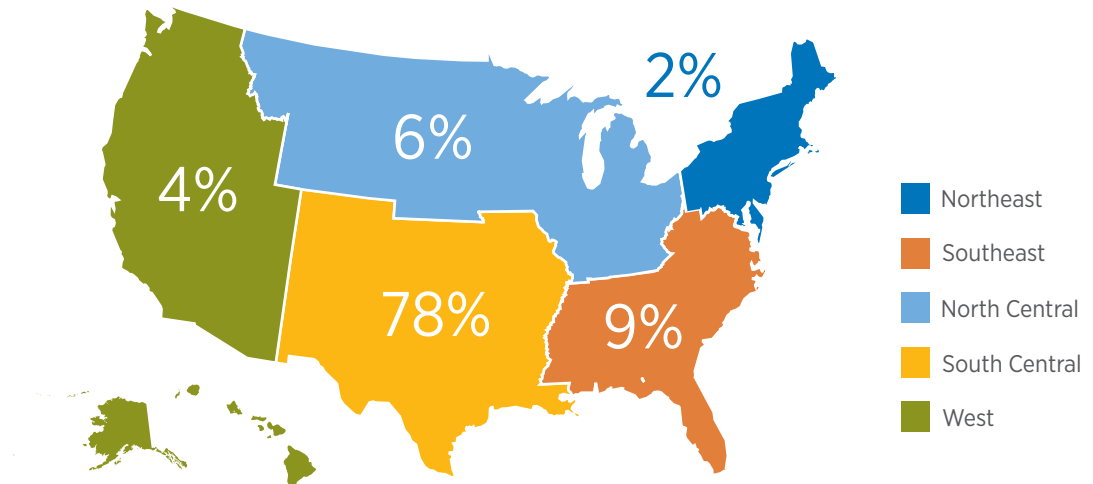 2%
6%
4%
78%
9%
Northeast
Southeast
North Central
South Central
West